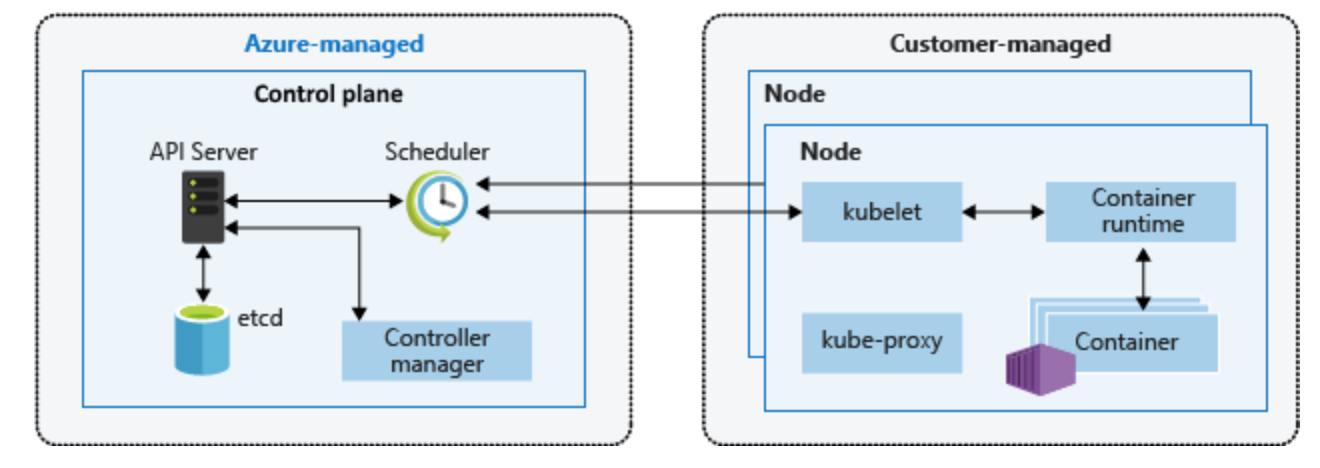 Azure-managed
Control plane
API Server
Scheduler
etcd
Controller
manager
Customer-managed
Node
Node
kubelet
Container
runtime
kube-proxy
Container